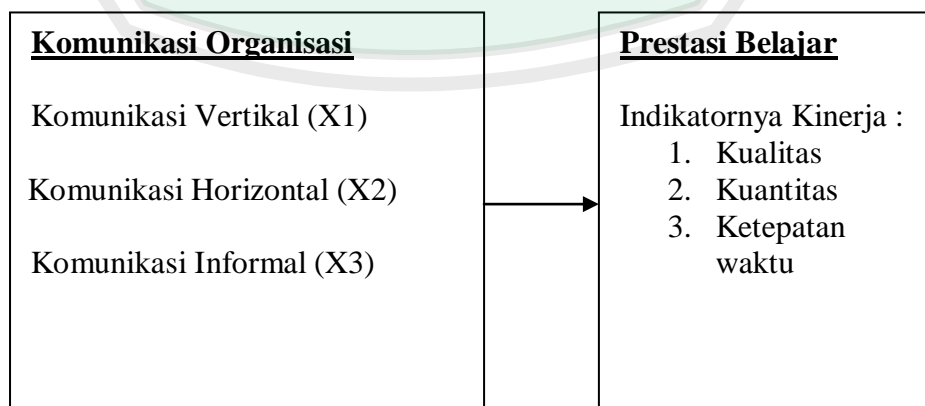 Komunikasi Organisasi
Komunikasi Vertikal (X1)
Komunikasi Horizontal (X2)
Komunikasi Informal (X3)
Prestasi Belajar
Indikatornya Kinerja :
1. Kualitas
2. Kuantitas
3. Ketepatan
waktu